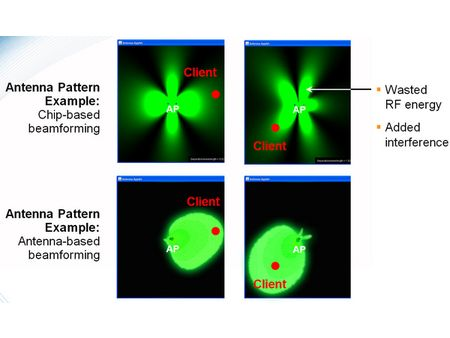 Antenna Pattern
Example:
Chip-based
beamforming
Client
AP
AP
Client
Wasted
RF energy
Added
interference
Antenna Pattern
Example:
Antenna-based
beamforming
Client
AP
AP
Client